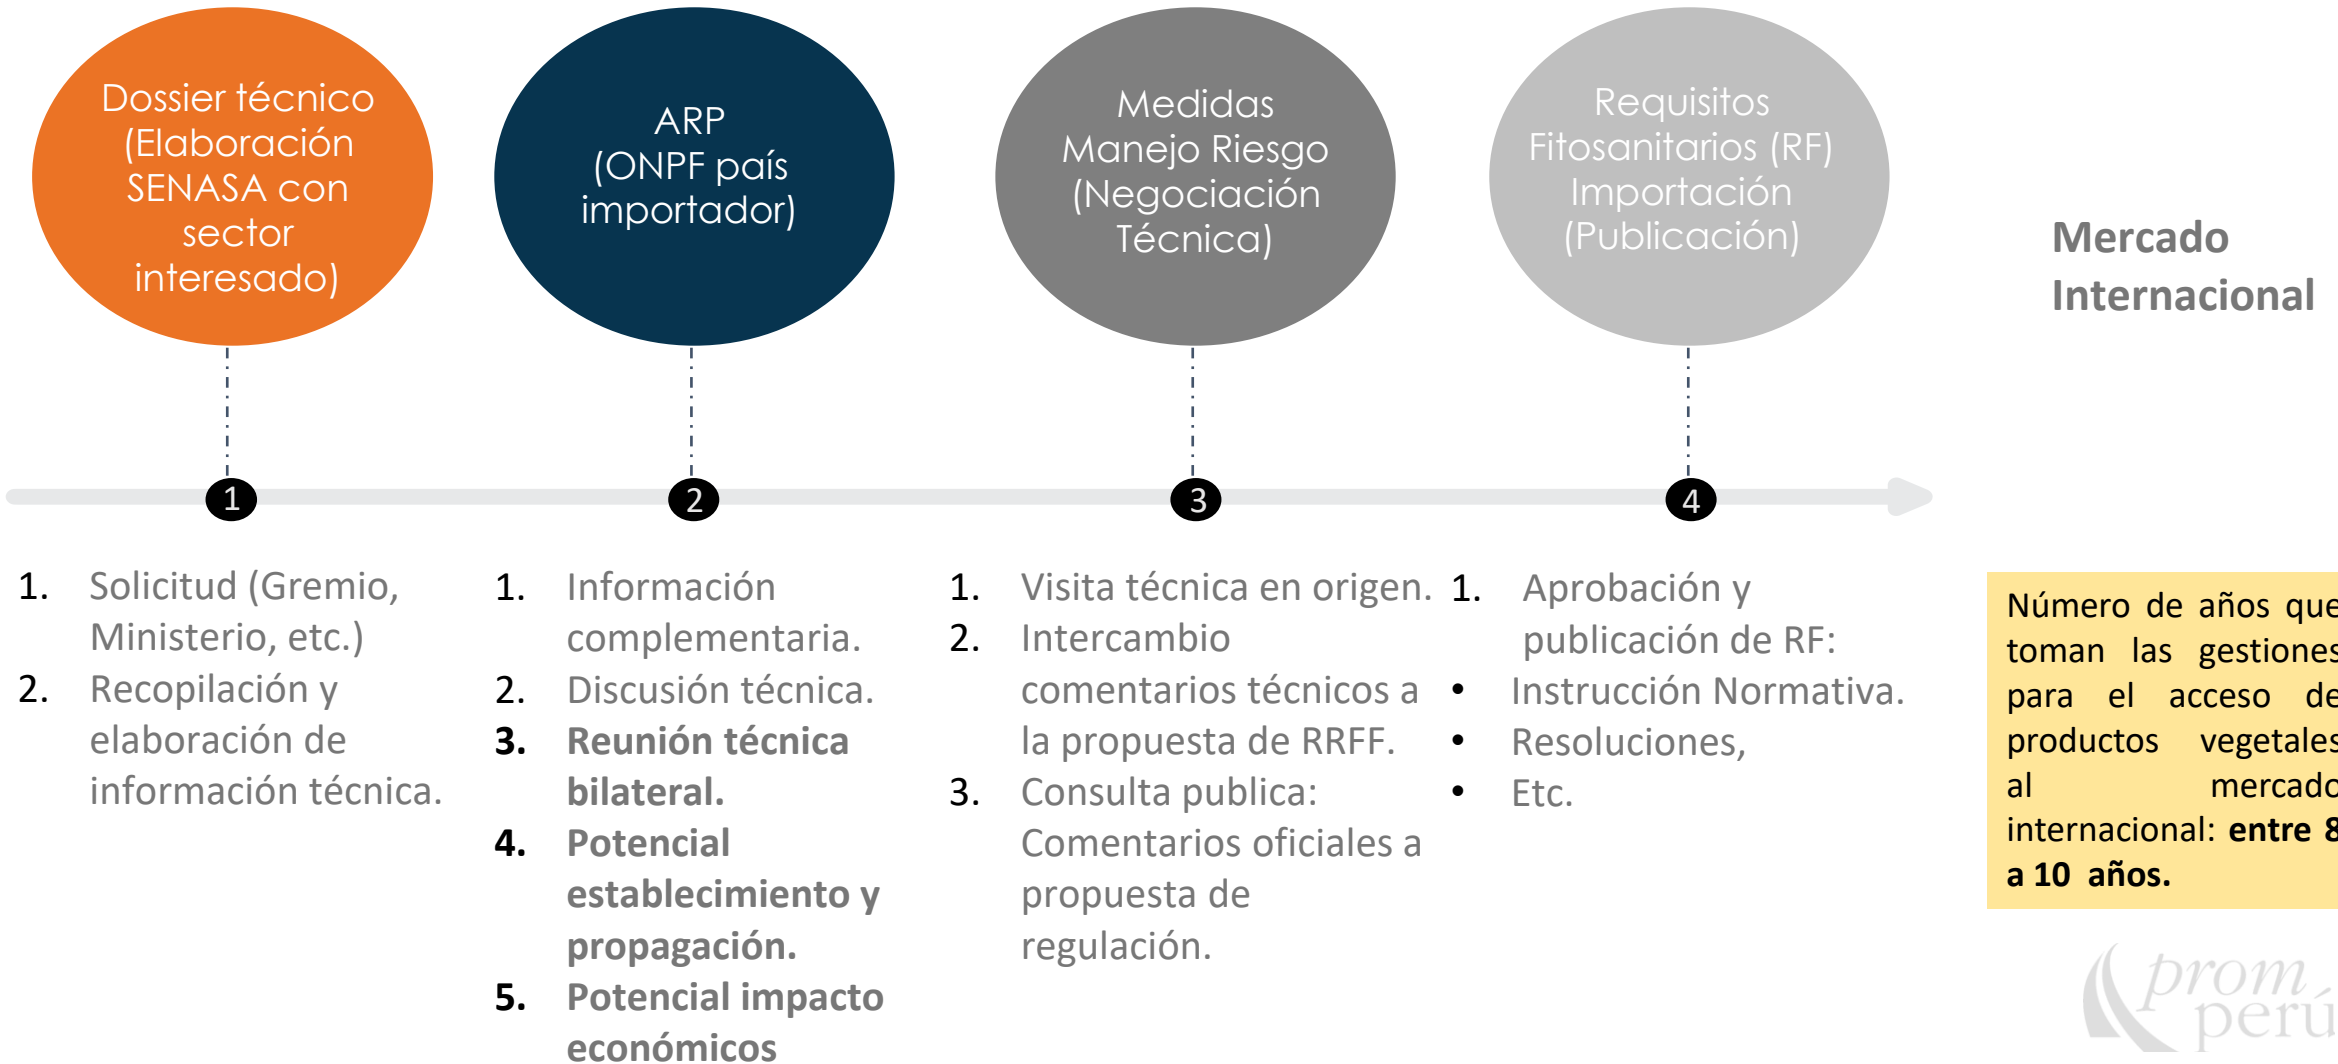 Dossier técnico
(Elaboración
SENASA con
sector
interesado)
ARP
(ONPF país
importador)
Medidas
Manejo Riesgo
(Negociación
Técnica)
Requisitos
Fitosanitarios (RF)
Importación
(Publicación)
Mercado
Internacional
1
2
3
4
1. Solicitud (Gremio,
Ministerio, etc.)
2. Recopilación y
elaboración de
información técnica.
1. Información
complementaria.
2. Discusión técnica.
3. Reunión técnica
bilateral.
4. Potencial
establecimiento y
propagación.
5. Potencial impacto
económicos
1. Visita técnica en origen.
2. Intercambio
comentarios técnicos a
la propuesta de RRFF.
3. Consulta publica:
Comentarios oficiales a
propuesta de
regulación.
1. Aprobación y
publicación de RF:
• Instrucción Normativa.
• Resoluciones,
• Etc.
Número de años que
toman las gestiones
para el acceso de
productos vegetales
al mercado
internacional: entre 8
a 10 años.
prom
perú